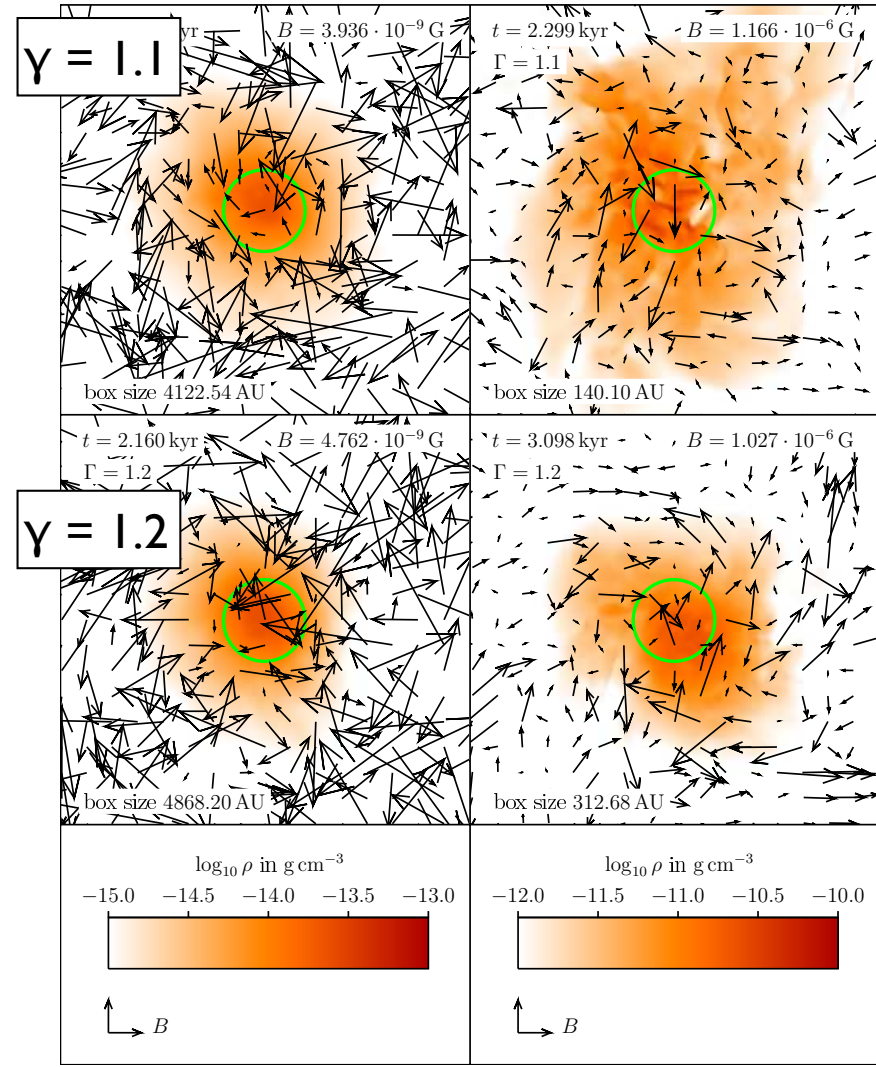 γ = 1.1
yr
B = 3.936 · 10⁻⁹ G
t = 2.299 kyr
B = 1.166 · 10⁻⁶ G
Γ = 1.1
box size 4122.54 AU
box size 140.10 AU
t = 2.160 kyr
B = 4.762 · 10⁻⁹ G
t = 3.098 kyr
B = 1.027 · 10⁻⁶ G
Γ = 1.2
Γ = 1.2
γ = 1.2
box size 4868.20 AU
box size 312.68 AU
log₁₀ ρ in g cm⁻³
−15.0 −14.5 −14.0 −13.5 −13.0
B
log₁₀ ρ in g cm⁻³
−12.0 −11.5 −11.0 −10.5 −10.0
B